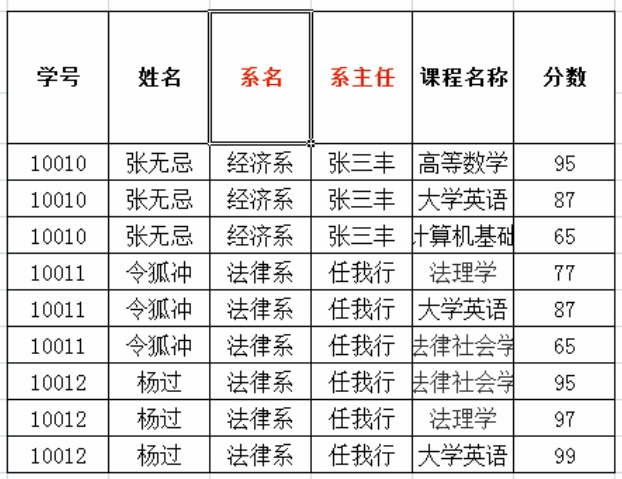 学号 姓名 系名 系主任 课程名称 分数
10010 张无忌 经济系 张三丰 高等数学 95
10010 张无忌 经济系 张三丰 大学英语 87
10010 张无忌 经济系 张三丰 计算机基础 65
10011 令狐冲 法律系 任我行 法理学 77
10011 令狐冲 法律系 任我行 大学英语 87
10011 令狐冲 法律系 任我行 法律社会学 65
10012 杨过 法律系 任我行 法律社会学 95
10012 杨过 法律系 任我行 法理学 97
10012 杨过 法律系 任我行 大学英语 99